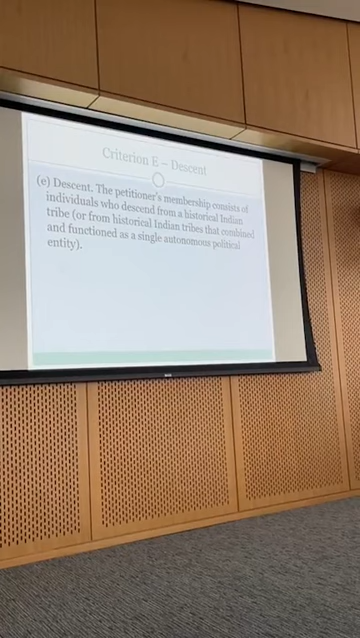 Criterion E – Descent
(e) Descent. The petitioner's membership consists of
individuals who descend from a historical Indian
tribe (or from historical Indian tribes that combined
and functioned as a single autonomous political
entity).